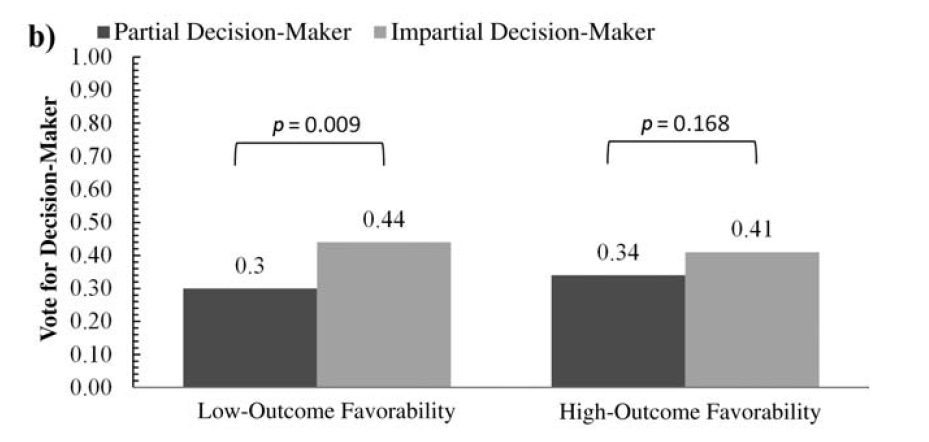 b) Partial Decision-Maker Impartial Decision-Maker
1.00
0.90
0.80
0.70
0.60
0.50
0.40
0.30
0.20
0.10
0.00
Vote for Decision-Maker
p = 0.009
p = 0.168
0.3
0.44
0.34
0.41
Low-Outcome Favorability
High-Outcome Favorability